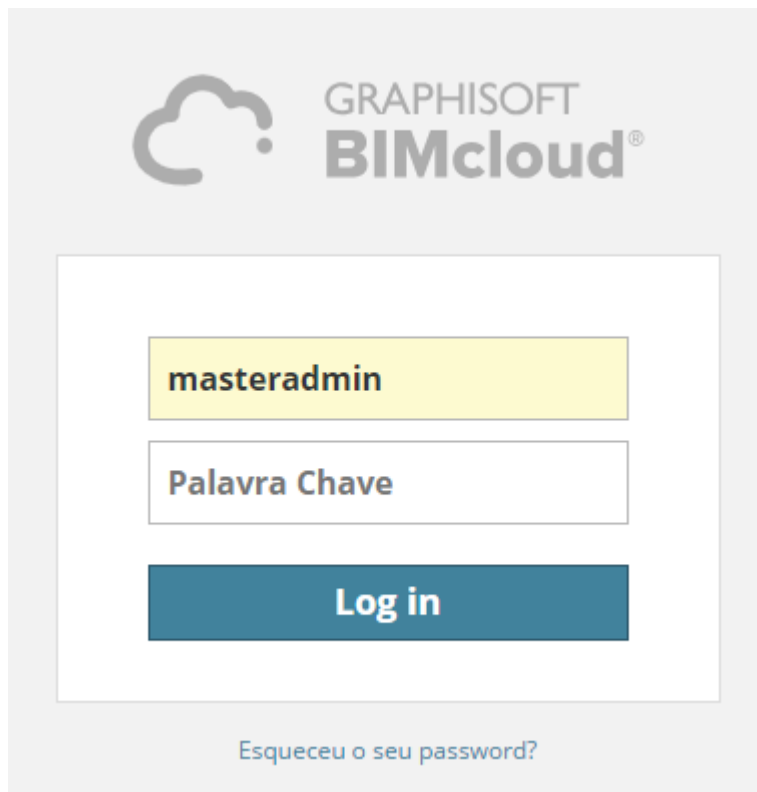 GRAPHISOFT
BIMcloud®
masteradmin
Palavra Chave
Log in
Esqueceu o seu password?